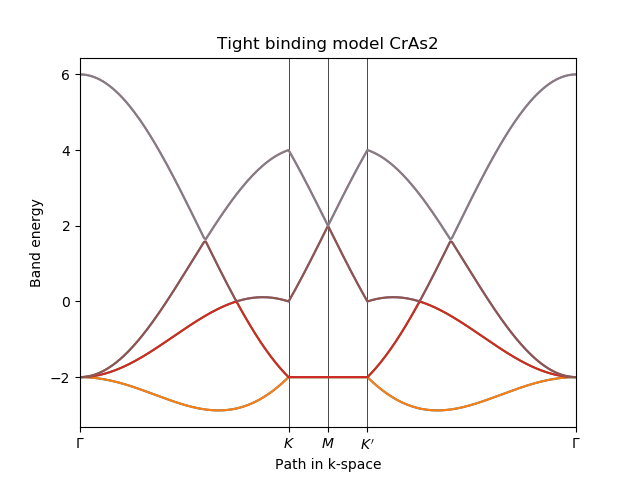 Tight binding model CrAs2
Band energy
6
4
2
0
−2
Γ K M K′ Γ
Path in k-space